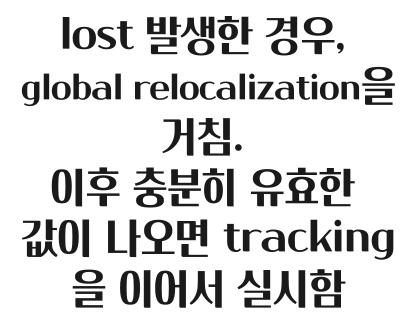 lost 발생한 경우,
global relocalization을
거침.
이후 충분히 유효한
값이 나오면 tracking
을 이어서 실시함